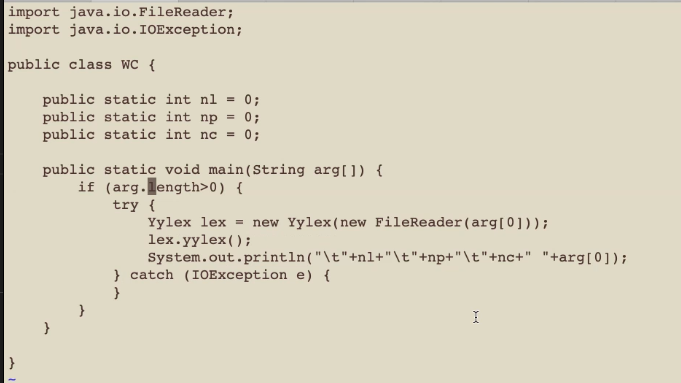 import java.io.FileReader;
import java.io.IOException;

public class WC {

    public static int nl = 0;
    public static int np = 0;
    public static int nc = 0;

    public static void main(String arg[]) {
        if (arg.length>0) {
            try {
                Yylex lex = new Yylex(new FileReader(arg[0]));
                lex.yylex();
                System.out.println("\t"+nl+"\t"+np+"\t"+nc+" "+arg[0]);
            } catch (IOException e) {
            }
        }
    }

}
~